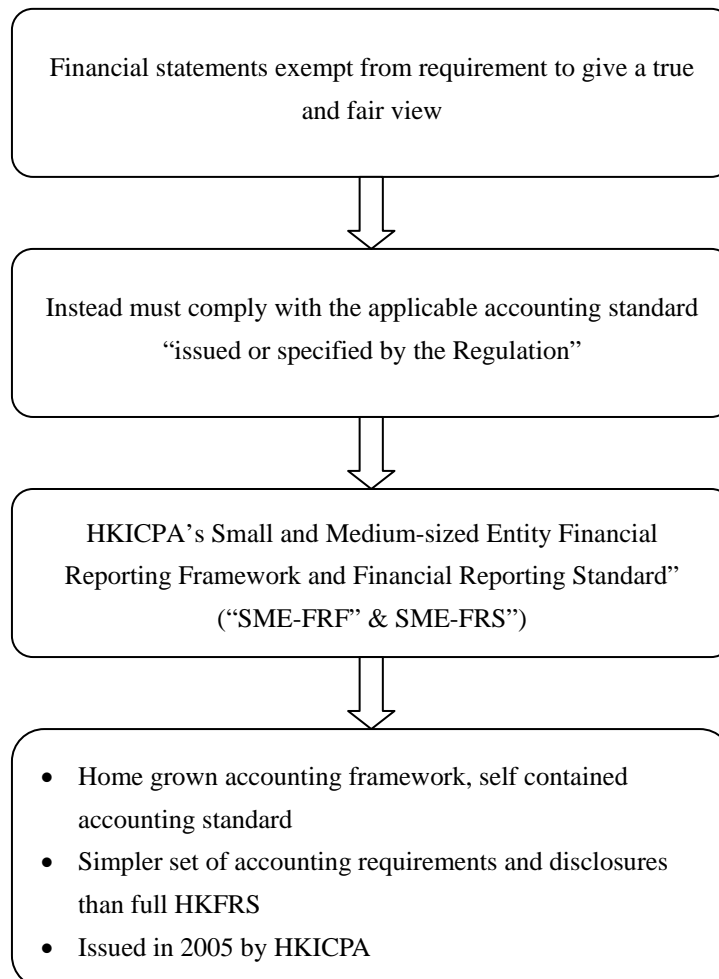 Financial statements exempt from requirement to give a true
and fair view
Instead must comply with the applicable accounting standard
“issued or specified by the Regulation”
HKICPA’s Small and Medium-sized Entity Financial
Reporting Framework and Financial Reporting Standard”
(“SME-FRF” & SME-FRS”)
• Home grown accounting framework, self contained
accounting standard
• Simpler set of accounting requirements and disclosures
than full HKFRS
• Issued in 2005 by HKICPA